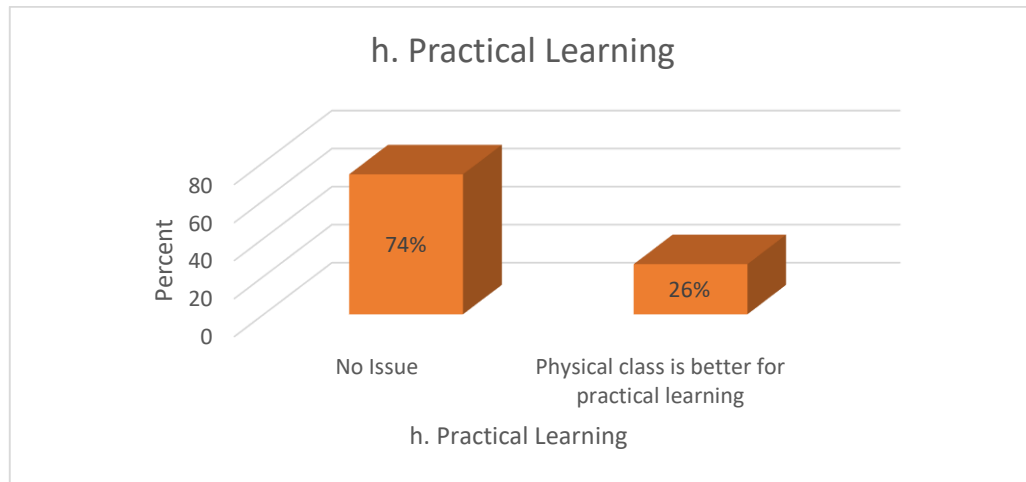 h. Practical Learning
Percent
80
60
40
20
0
74%
26%
No Issue
Physical class is better for
practical learning
h. Practical Learning